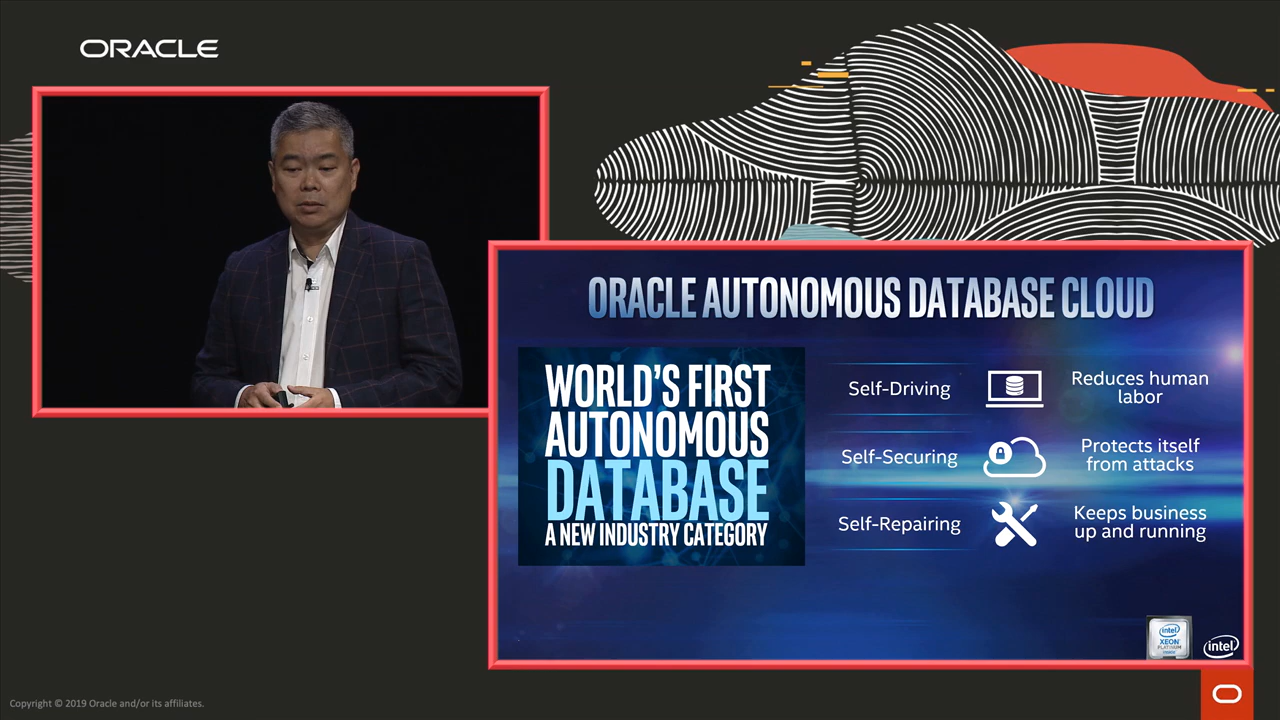 ORACLE
ORACLE AUTONOMOUS DATABASE CLOUD
WORLD'S FIRST
AUTONOMOUS
DATABASE
A NEW INDUSTRY CATEGORY
Self-Driving
Reduces human
labor
Self-Securing
Protects itself
from attacks
Self-Repairing
Keeps business
up and running
intel
XEON
PLATINUM
inside
intel
Copyright © 2019 Oracle and/or its affiliates.